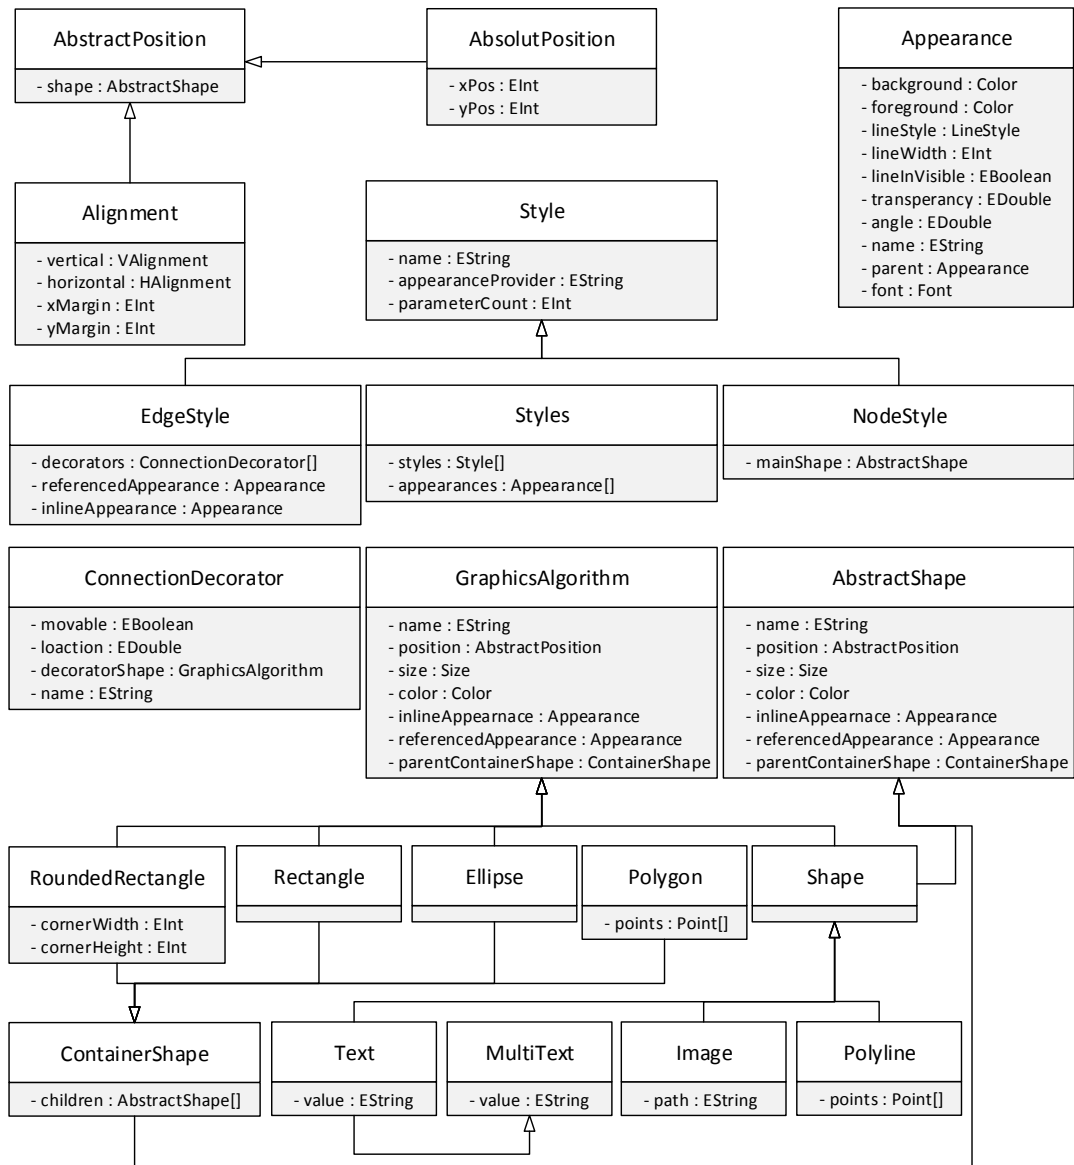 AbstractPosition
- shape : AbstractShape
AbsolutPosition
- xPos : EInt
- yPos : EInt
Appearance
- background : Color
- foreground : Color
- lineStyle : LineStyle
- lineWidth : EInt
- lineInVisible : EBoolean
- transperancy : EDouble
- angle : EDouble
- name : EString
- parent : Appearance
- font : Font
Alignment
- vertical : VAlignment
- horizontal : HAlignment
- xMargin : EInt
- yMargin : EInt
Style
- name : EString
- appearanceProvider : EString
- parameterCount : EInt
EdgeStyle
- decorators : ConnectionDecorator[]
- referencedAppearance : Appearance
- inlineAppearance : Appearance
Styles
- styles : Style[]
- appearances : Appearance[]
NodeStyle
- mainShape : AbstractShape
ConnectionDecorator
- movable : EBoolean
- loaction : EDouble
- decoratorShape : GraphicsAlgorithm
- name : EString
GraphicsAlgorithm
- name : EString
- position : AbstractPosition
- size : Size
- color : Color
- inlineAppearnace : Appearance
- referencedAppearance : Appearance
- parentContainerShape : ContainerShape
AbstractShape
- name : EString
- position : AbstractPosition
- size : Size
- color : Color
- inlineAppearnace : Appearance
- referencedAppearance : Appearance
- parentContainerShape : ContainerShape
RoundedRectangle
- cornerWidth : EInt
- cornerHeight : EInt
Rectangle
Ellipse
Polygon
- points : Point[]
Shape
ContainerShape
- children : AbstractShape[]
Text
- value : EString
MultiText
- value : EString
Image
- path : EString
Polyline
- points : Point[]